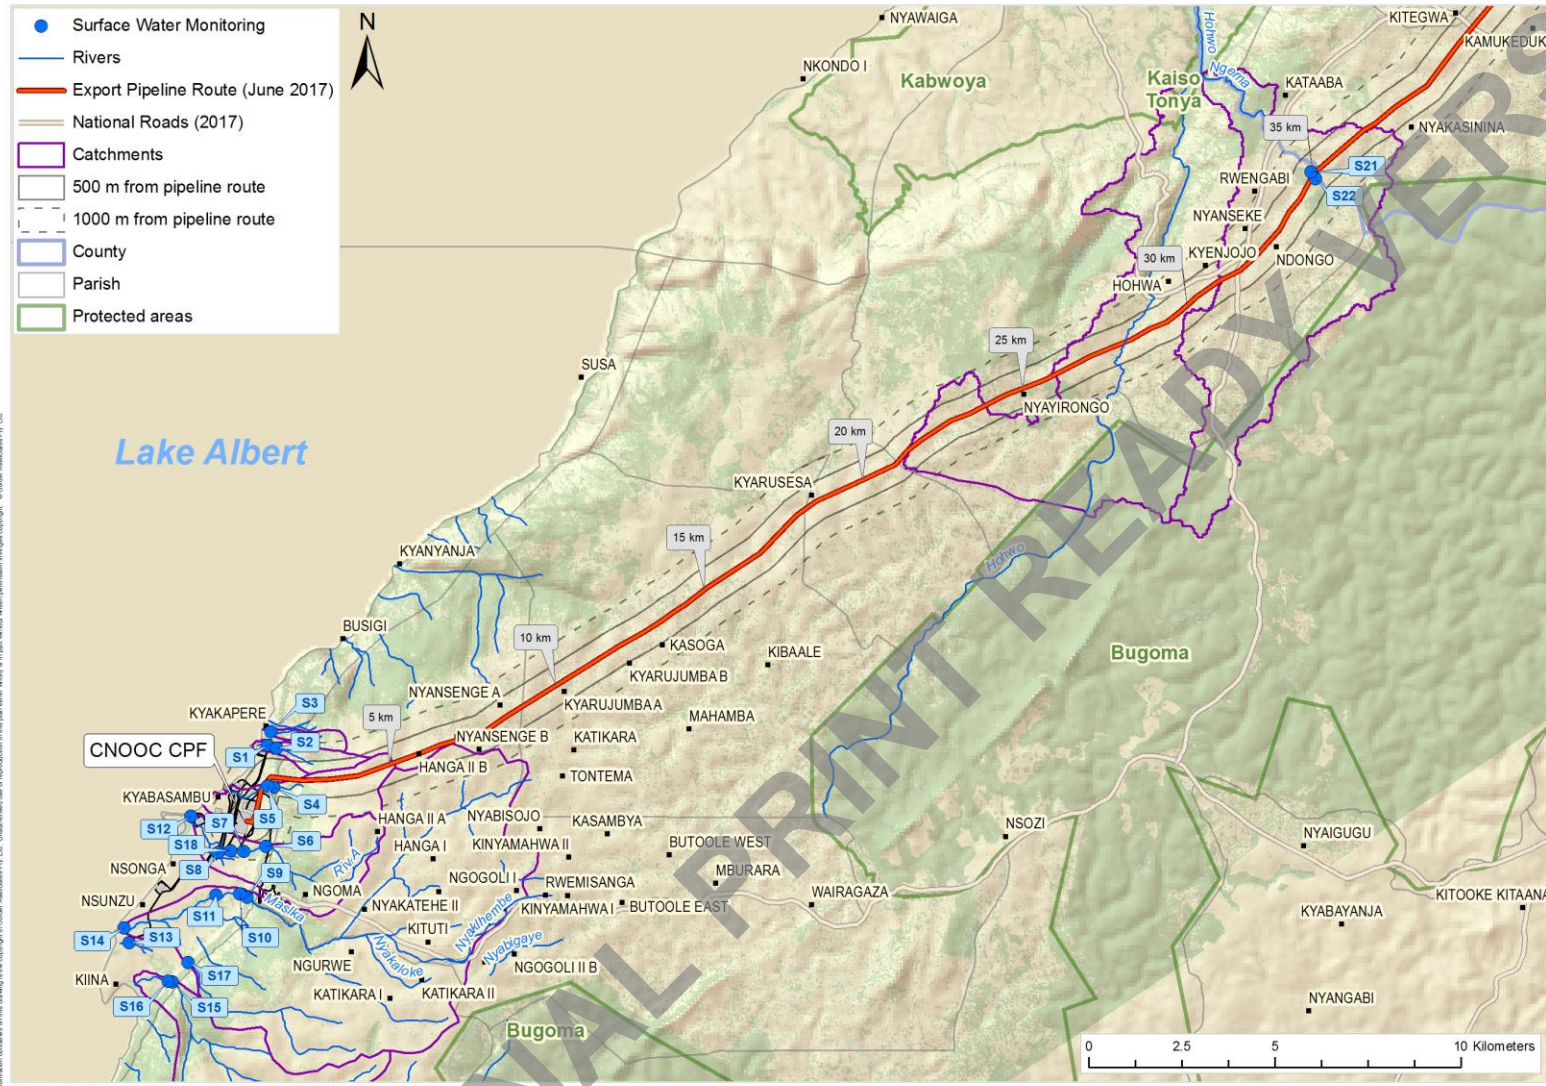 Surface Water Monitoring
Rivers
Export Pipeline Route (June 2017)
National Roads (2017)
Catchments
500 m from pipeline route
1000 m from pipeline route
County
Parish
Protected areas
N
NYAWAIGA
NKONDO I
Kabwoya
Kaiso
Tonya
Hohwo
Ngema
KITEGWA
KAMUKEDUK
KATAABA
35 km
NYAKASININA
S21
S22
RWENGABI
NYANSEKE
KYENJOJO
30 km
NDONGO
HOHWA
25 km
SUSA
NYAYIRONGO
20 km
Lake Albert
KYARUSESA
15 km
KYANYANJA
Hohwo
BUSIGI
10 km
KASOGA
KIBAALE
KYARUJUMBA B
Bugoma
NYANSENGE A
KYARUJUMBA A
KYAKAPERE
S3
5 km
MAHAMBA
CNOOC CPF
S1
S2
NYANSENGE B
KATIKARA
HANGA II B
TONTEMA
KYABASAMBU
S4
S12
S7
S5
HANGA II A
NYABISOJO
KASAMBYA
NSOZI
S18
S6
HANGA I
KINYAMAHWA II
BUTOOLE WEST
NYAIGUGU
NSONGA
S8
RivA
S9
NGOMA
NGOGOLI I
RWEMISANGA
MBURARA
WAIRAGAZA
KITOOKE KITAANA
NSUNZU
S11
Masika
NYAKATEHE II
KINYAMAHWA I
BUTOOLE EAST
KYABAYANJA
S14
S13
S10
KITUTI
Nyakihembe
Nyabigaye
NGURWE
Nyakaloke
NGOGOLI II B
KIINA
S17
S16
S15
KATIKARA I
KATIKARA II
NYANGABI
Bugoma
0
2.5
5
10 Kilometers
NAL PRINT READY VERS